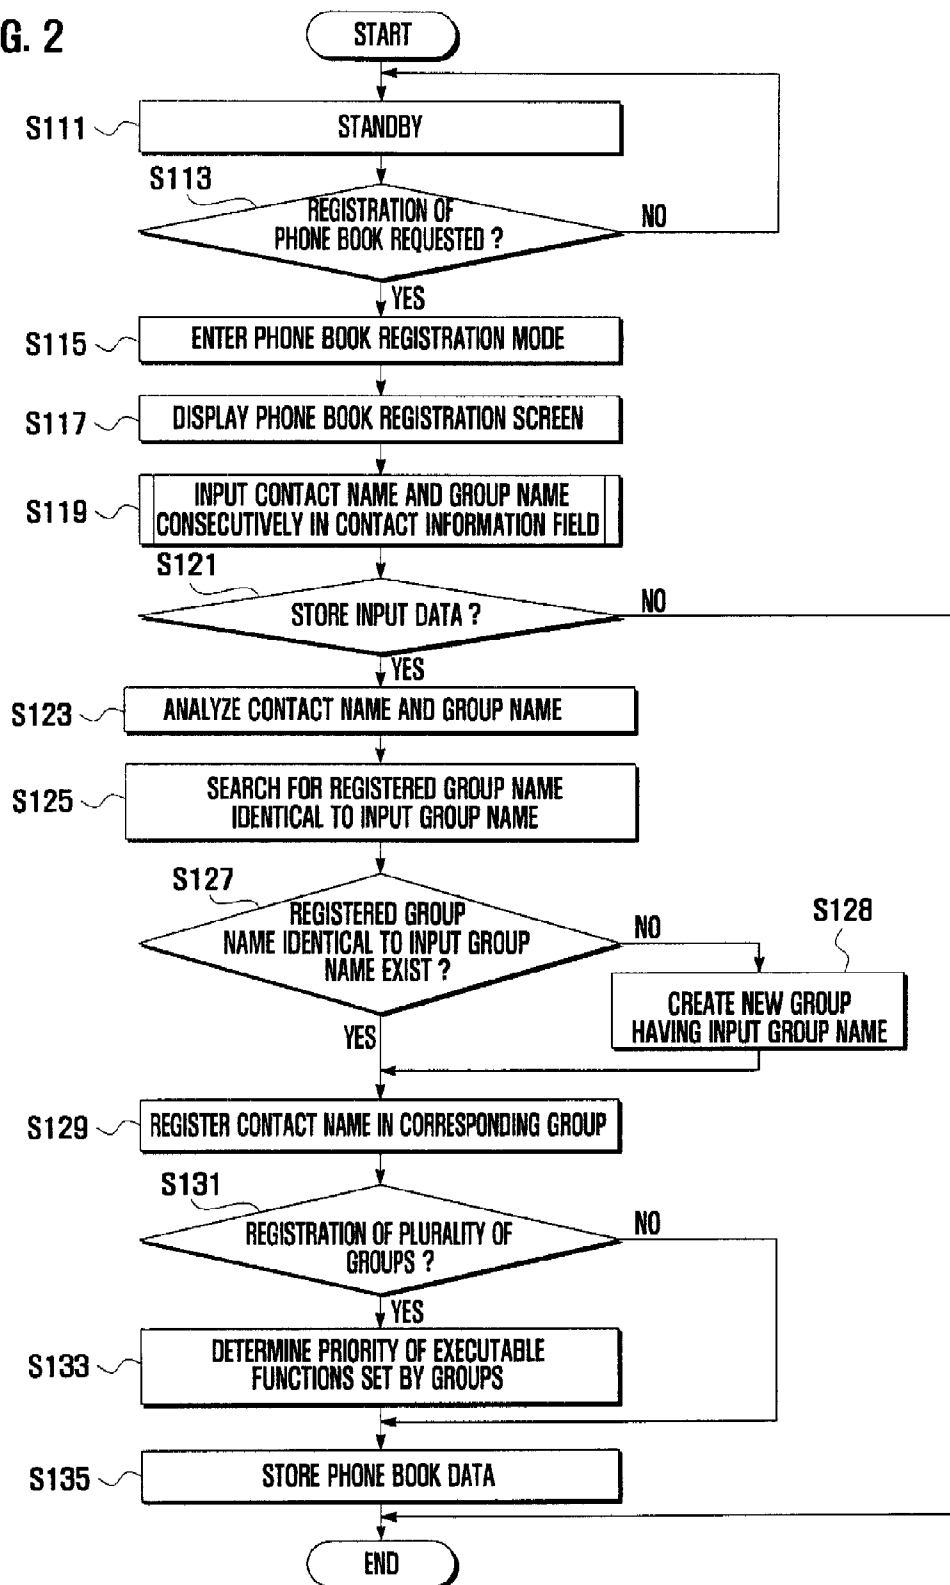 G. 2
START
S111
STANDBY
S113
REGISTRATION OF
PHONE BOOK REQUESTED ?
NO
YES
S115
ENTER PHONE BOOK REGISTRATION MODE
S117
DISPLAY PHONE BOOK REGISTRATION SCREEN
S119
INPUT CONTACT NAME AND GROUP NAME
CONSECUTIVELY IN CONTACT INFORMATION FIELD
S121
STORE INPUT DATA ?
NO
YES
S123
ANALYZE CONTACT NAME AND GROUP NAME
S125
SEARCH FOR REGISTERED GROUP NAME
IDENTICAL TO INPUT GROUP NAME
S127
REGISTERED GROUP
NAME IDENTICAL TO INPUT GROUP
NAME EXIST ?
NO
S128
CREATE NEW GROUP
HAVING INPUT GROUP NAME
YES
S129
REGISTER CONTACT NAME IN CORRESPONDING GROUP
S131
REGISTRATION OF PLURALITY OF
GROUPS ?
NO
YES
S133
DETERMINE PRIORITY OF EXECUTABLE
FUNCTIONS SET BY GROUPS
S135
STORE PHONE BOOK DATA
END